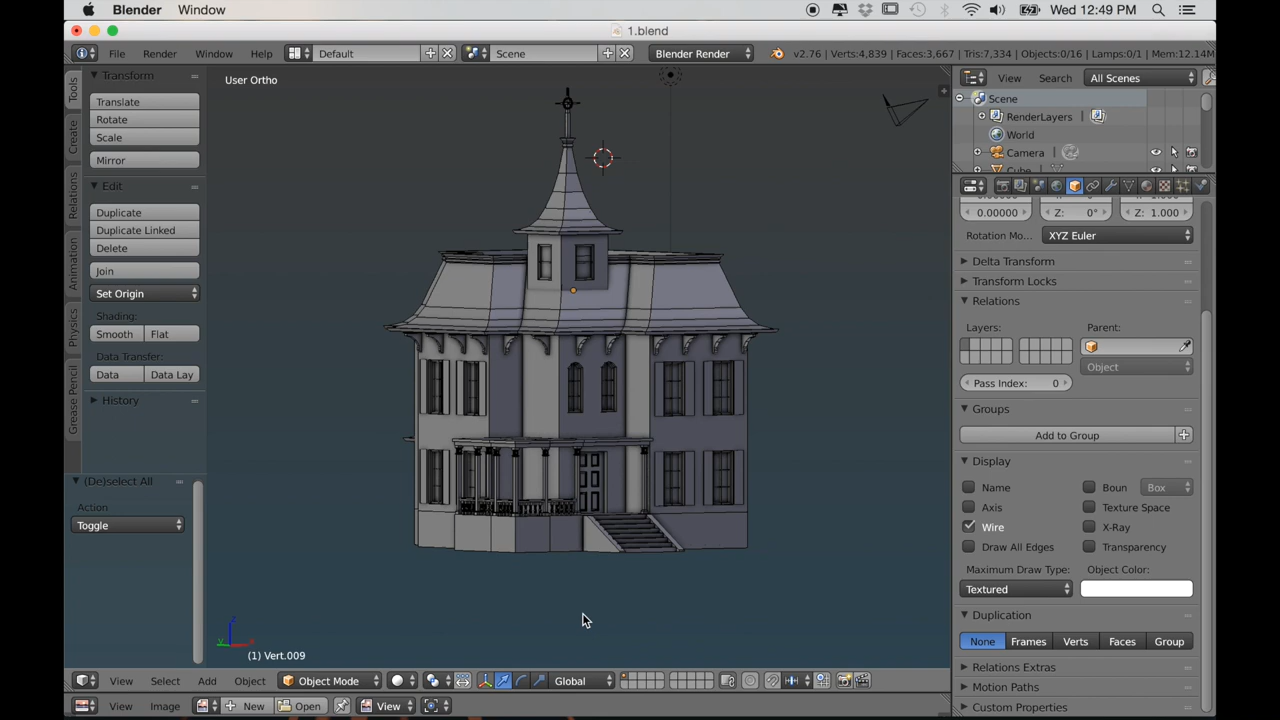 Blender Window Wed 12:49 AM
1.blend
File Render Window Help Default Scene Blender Render v2.76 | Verts:4,839 | Faces:3,667 | Tris:7,334 | Objects:0/16 | Lamps:0/1 | Mem:12.14M
Transform
User Ortho
View Search All Scenes
Tools
Create
Relations
Animation
Physics
Grease Pencil
Translate
Rotate
Scale
Mirror
Edit
Duplicate
Duplicate Linked
Delete
Join
Set Origin
Shading:
Smooth Flat
Data Transfer:
Data Data Lay
History
(De)select All
Action
Toggle
z
y x
(1) Vert.009
Scene
RenderLayers
World
Camera
Cube
0.00000 Z: 0° Z: 1.000
Rotation Mo... XYZ Euler
Delta Transform
Transform Locks
Relations
Layers: Parent:
Object
Pass Index: 0
Groups
Add to Group
Display
Name Boun Box
Axis Texture Space
Wire X-Ray
Draw All Edges Transparency
Maximum Draw Type: Object Color:
Textured
Duplication
None Frames Verts Faces Group
Relations Extras
Motion Paths
Custom Properties
View Select Add Object Object Mode Global
View Image New Open View